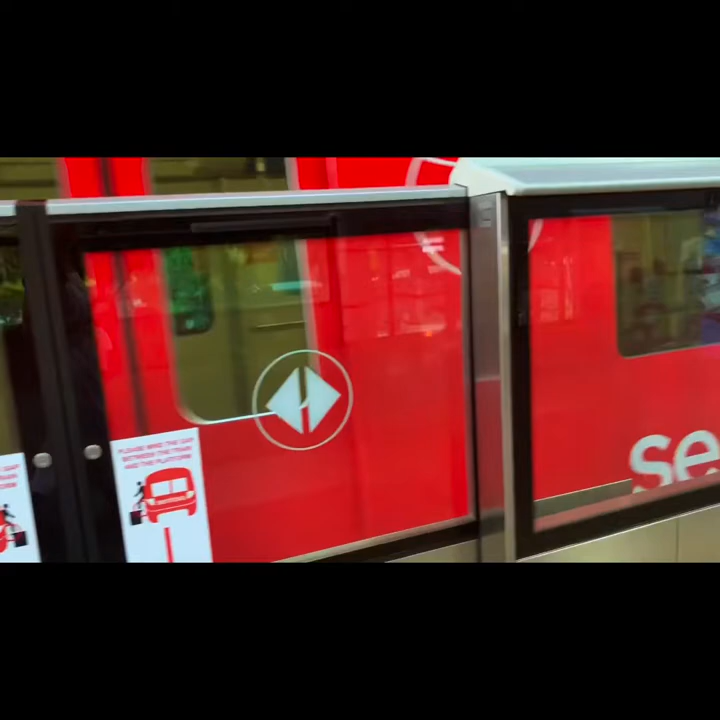 PLEASE MIND THE GAP
BETWEEN THE TRAIN
AND THE PLATFORM
se